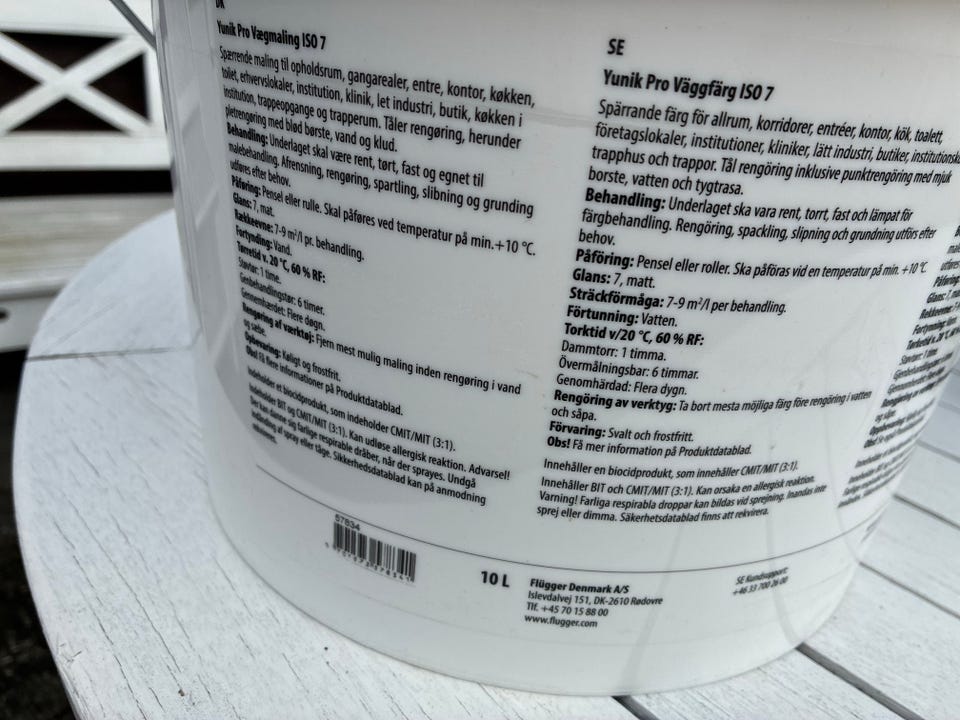 DK
Yunik Pro Vægmaling ISO 7
Spærrende maling til opholdsrum, gangarealer, entre, kontor, køkken,
toilet, erhvervslokaler, institution, klinik, let industri, butik, køkken i
institution, trappeopgange og trapperum. Tåler rengøring, herunder
pletrengøring med blød børste, vand og klud.
Behandling: Underlaget skal være rent, tørt, fast og egnet til
malebehandling. Afrensning, rengøring, spartling, slibning og grunding
udføres efter behov.
Påføring: Pensel eller rulle. Skal påføres ved temperatur på min.+10 °C.
Glans: 7, mat.
Rækkeevne: 7-9 m²/l pr. behandling.
Fortynding: Vand.
Tørretid v. 20 °C, 60 % RF:
Støvtør: 1 time.
Genbehandlingstør: 6 timer.
Gennemhærdet: Flere døgn.
Rengøring af værktøj: Fjern mest mulig maling inden rengøring i vand
og sæbe.
Opbevaring: Køligt og frostfrit.
Obs! Få flere informationer på Produktdatablad.
Indeholder et biocidprodukt, som indeholder CMIT/MIT (3:1).
Indeholder BIT og CMIT/MIT (3:1). Kan udløse allergisk reaktion. Advarsel!
Der kan danne sig farlige respirable dråber, når der sprayes. Undgå
indånding af spray eller tåge. Sikkerhedsdatablad kan på anmodning
rekvireres.
57834
10 L
SE
Yunik Pro Väggfärg ISO 7
Spärrande färg för allrum, korridorer, entréer, kontor, kök, toalett,
företagslokaler, institutioner, kliniker, lätt industri, butiker,
trapphus och trappor. Tål rengöring inklusive punktrengöring med mjuk
borste, vatten och tygtrasa.
Behandling: Underlaget ska vara rent, torrt, fast och lämpat för
färgbehandling. Rengöring, spackling, slipning och grundning utförs efter
behov.
Påföring: Pensel eller roller. Ska påföras vid en temperatur på min. +10 °C.
Glans: 7, matt.
Sträckförmåga: 7-9 m²/l per behandling.
Förtunning: Vatten.
Torktid v/20 °C, 60 % RF:
Dammtorr: 1 timma.
Övermålningsbar: 6 timmar.
Genomhärdad: Flera dygn.
Rengöring av verktyg: Ta bort mesta möjliga färg före rengöring i vatten
och såpa.
Förvaring: Svalt och frostfritt.
Obs! Få mer information på Produktdatablad.
Innehåller en biocidprodukt, som innehåller CMIT/MIT (3:1).
Innehåller BIT och CMIT/MIT (3:1). Kan orsaka en allergisk reaktion.
Varning! Farliga respirabla droppar kan bildas vid sprejning. Inandas inte
sprej eller dimma. Säkerhetsdatablad finns att rekvirera.
Flügger Denmark A/S
Islevdalvej 151, DK-2610 Rødovre
Tlf. +45 70 15 88 00
www.flugger.com
SE Kundsupport:
+46 33 700 26 00